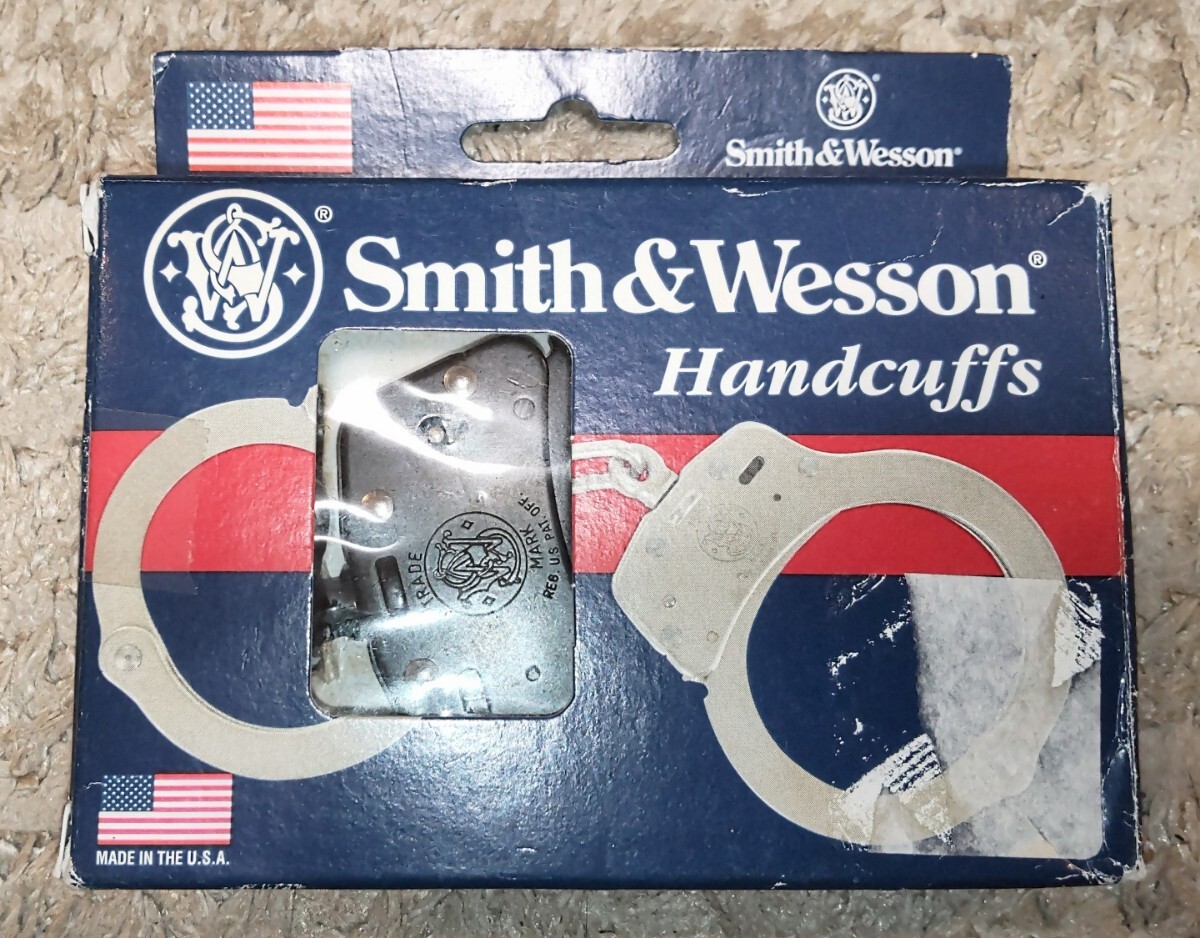 Smith & Wesson®
®
Smith & Wesson®
Handcuffs
TRADE
MARK
REG. US PAT. OFF.
MADE IN THE U.S.A.